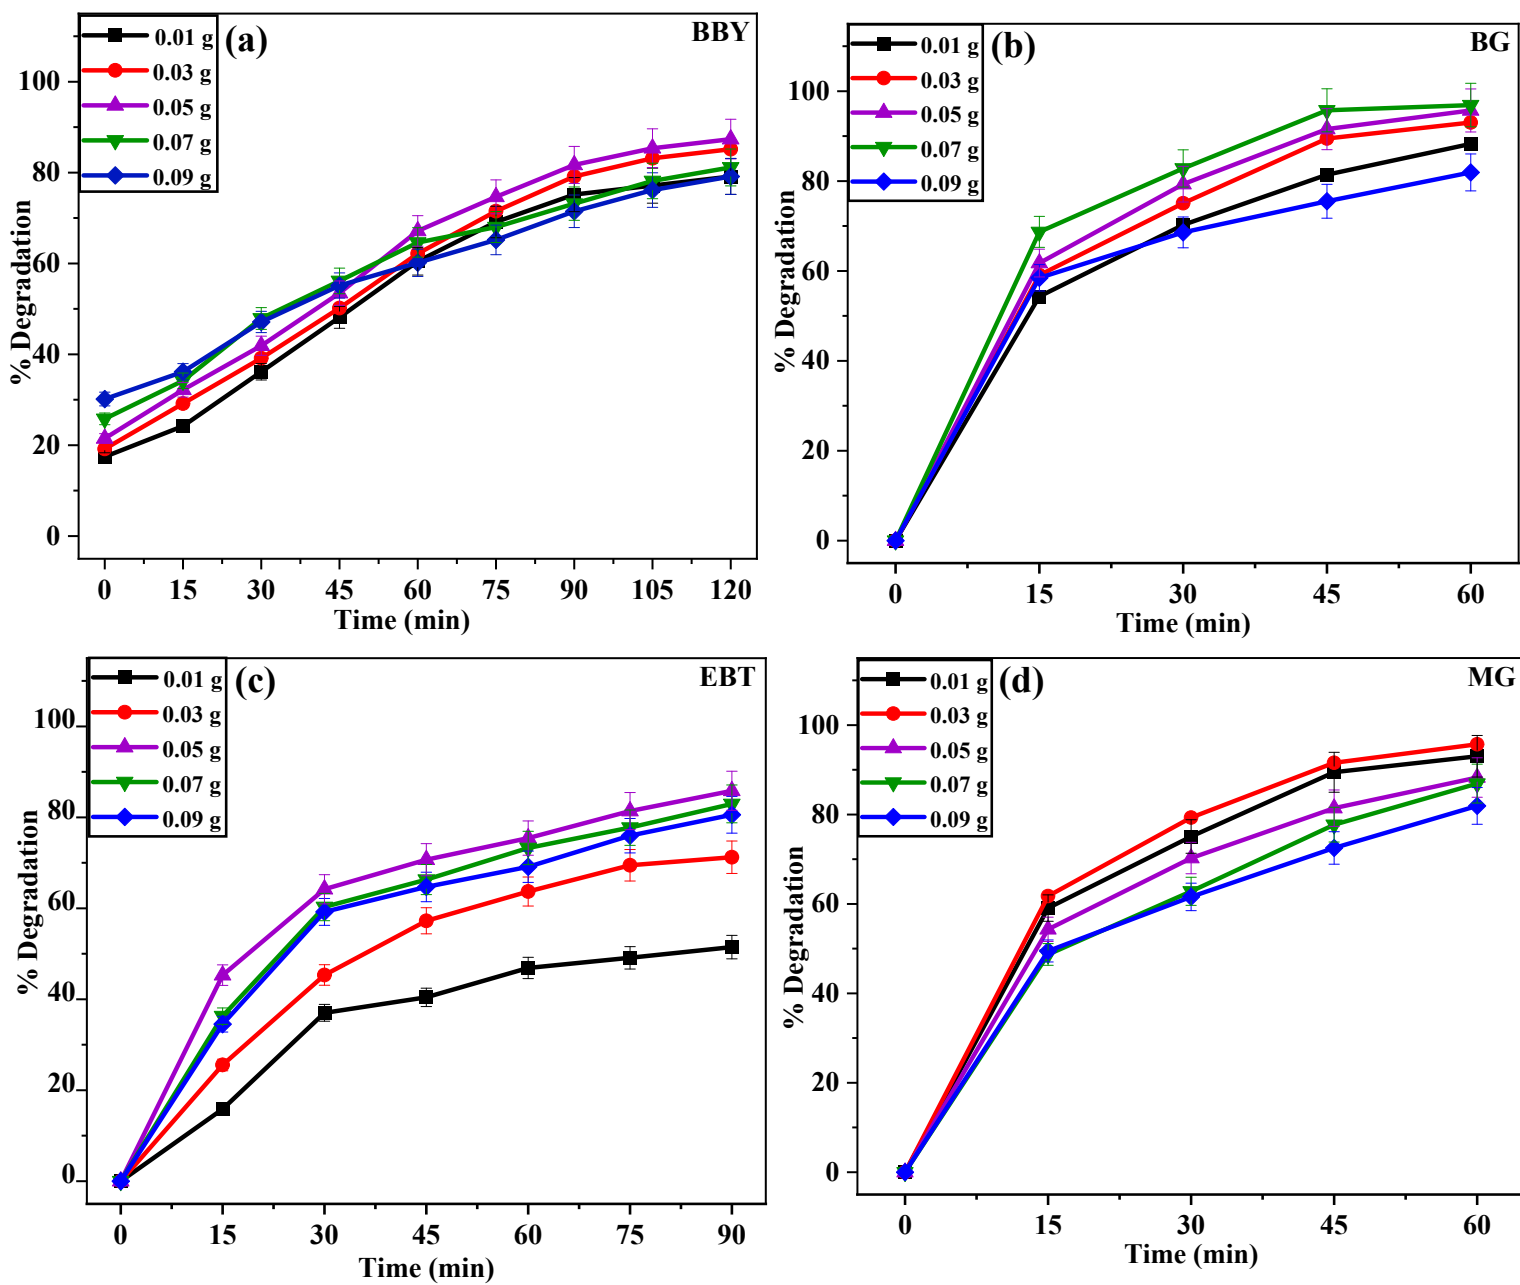 (a)
BBY
0.01 g
0.03 g
0.05 g
0.07 g
0.09 g
% Degradation
100
80
60
40
20
0
0 15 30 45 60 75 90 105 120
Time (min)
(b)
BG
0.01 g
0.03 g
0.05 g
0.07 g
0.09 g
% Degradation
100
80
60
40
20
0
0 15 30 45 60
Time (min)
(c)
EBT
0.01 g
0.03 g
0.05 g
0.07 g
0.09 g
% Degradation
100
80
60
40
20
0
0 15 30 45 60 75 90
Time (min)
(d)
MG
0.01 g
0.03 g
0.05 g
0.07 g
0.09 g
% Degradation
100
80
60
40
20
0
0 15 30 45 60
Time (min)